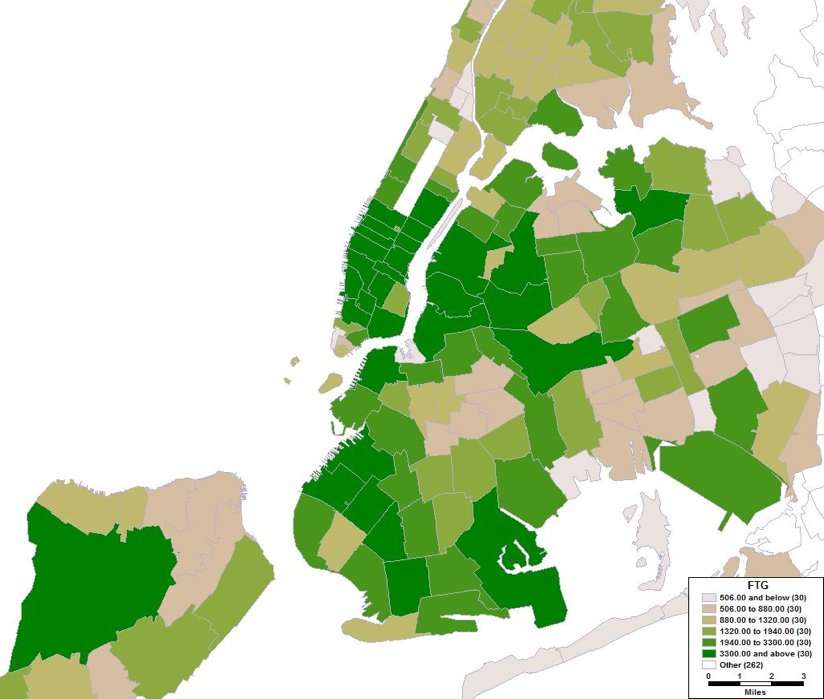 FTG
506.00 and below (30)
506.00 to 880.00 (30)
880.00 to 1320.00 (30)
1320.00 to 1940.00 (30)
1940.00 to 3300.00 (30)
3300.00 and above (30)
Other (262)
0 1 2 3
Miles